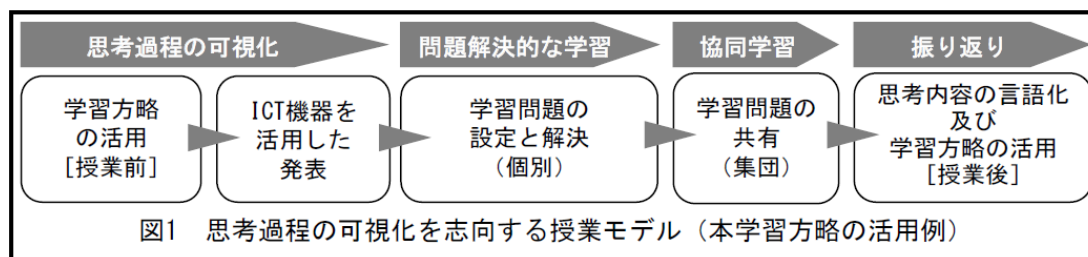 思考過程の可視化
問題解決的な学習
協同学習
振り返り
学習方略
の活用
[授業前]
ICT機器を
活用した
発表
学習問題の
設定と解決
(個別)
学習問題の
共有
(集団)
思考内容の言語化
及び
学習方略の活用
[授業後]
図1　思考過程の可視化を志向する授業モデル（本学習方略の活用例）